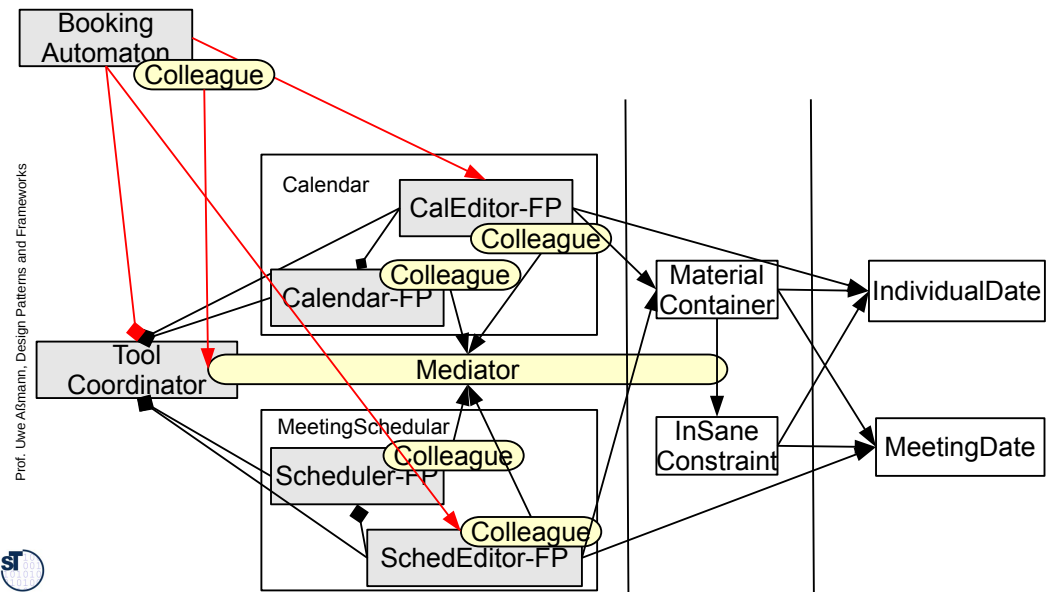 Booking
Automaton
Colleague
Calendar
CalEditor-FP
Colleague
Colleague
Calendar-FP
Material
Container
IndividualDate
Tool
Coordinator
Mediator
MeetingSchedular
Colleague
Scheduler-FP
InSane
Constraint
MeetingDate
Colleague
SchedEditor-FP
Prof. Uwe Aßmann, Design Patterns and Frameworks
ST